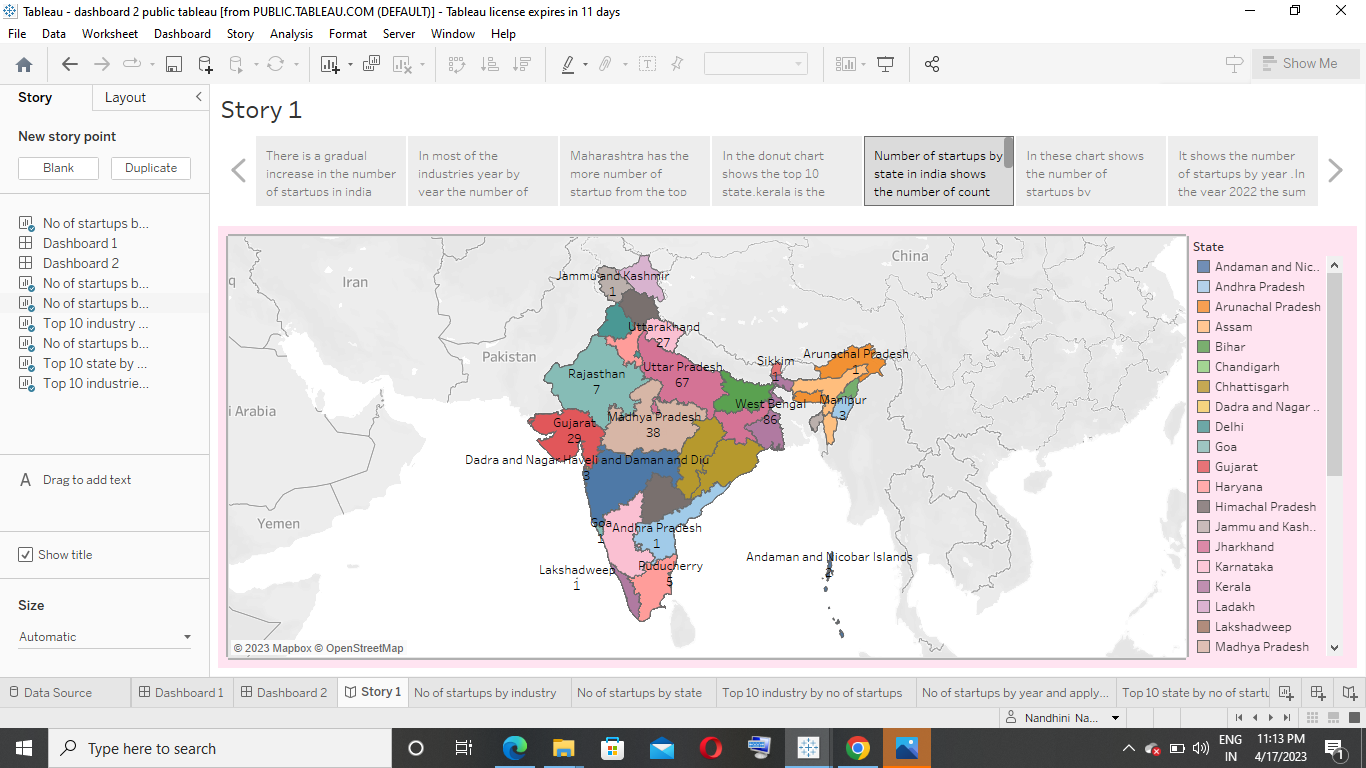 Tableau - dashboard 2 public tableau [from PUBLIC.TABLEAU.COM (DEFAULT)] - Tableau license expires in 11 days
File Data Worksheet Dashboard Story Analysis Format Server Window Help
Show Me
Story Layout
New story point
Blank Duplicate
No of startups b...
Dashboard 1
Dashboard 2
No of startups b...
No of startups b...
Top 10 industry ...
No of startups b...
Top 10 state by ...
Top 10 industrie...
A Drag to add text
Show title
Size
Automatic
Story 1
There is a gradual
increase in the number
of startups in india
In most of the
industries year by
year the number of
Maharashtra has the
more number of
startup from the top
In the donut chart
shows the top 10
state.kerala is the
Number of startups by
state in india shows
the number of count
In these chart shows
the number of
startups by
It shows the number
of startups by year .In
the year 2022 the sum
China
Iran
Pakistan
i Arabia
Yemen
Jammu and Kashmir
1
Uttarakhand
27
Rajasthan
7
Uttar Pradesh
67
Sikkim
1
Arunachal Pradesh
1
West Bengal
86
Manipur
3
Gujarat
29
Madhya Pradesh
38
Dadra and Nagar Haveli and Daman and Diu
3
Goa
1
Andhra Pradesh
1
Lakshadweep
1
Puducherry
5
Andaman and Nicobar Islands
2
© 2023 Mapbox © OpenStreetMap
State
Andaman and Nic..
Andhra Pradesh
Arunachal Pradesh
Assam
Bihar
Chandigarh
Chhattisgarh
Dadra and Nagar ..
Delhi
Goa
Gujarat
Haryana
Himachal Pradesh
Jammu and Kash..
Jharkhand
Karnataka
Kerala
Ladakh
Lakshadweep
Madhya Pradesh
Data Source Dashboard 1 Dashboard 2 Story 1 No of startups by industry No of startups by state Top 10 industry by no of startups No of startups by year and apply... Top 10 state by no of startu
Nandhini Na...
Type here to search
ENG
IN
11:13 PM
4/17/2023
1